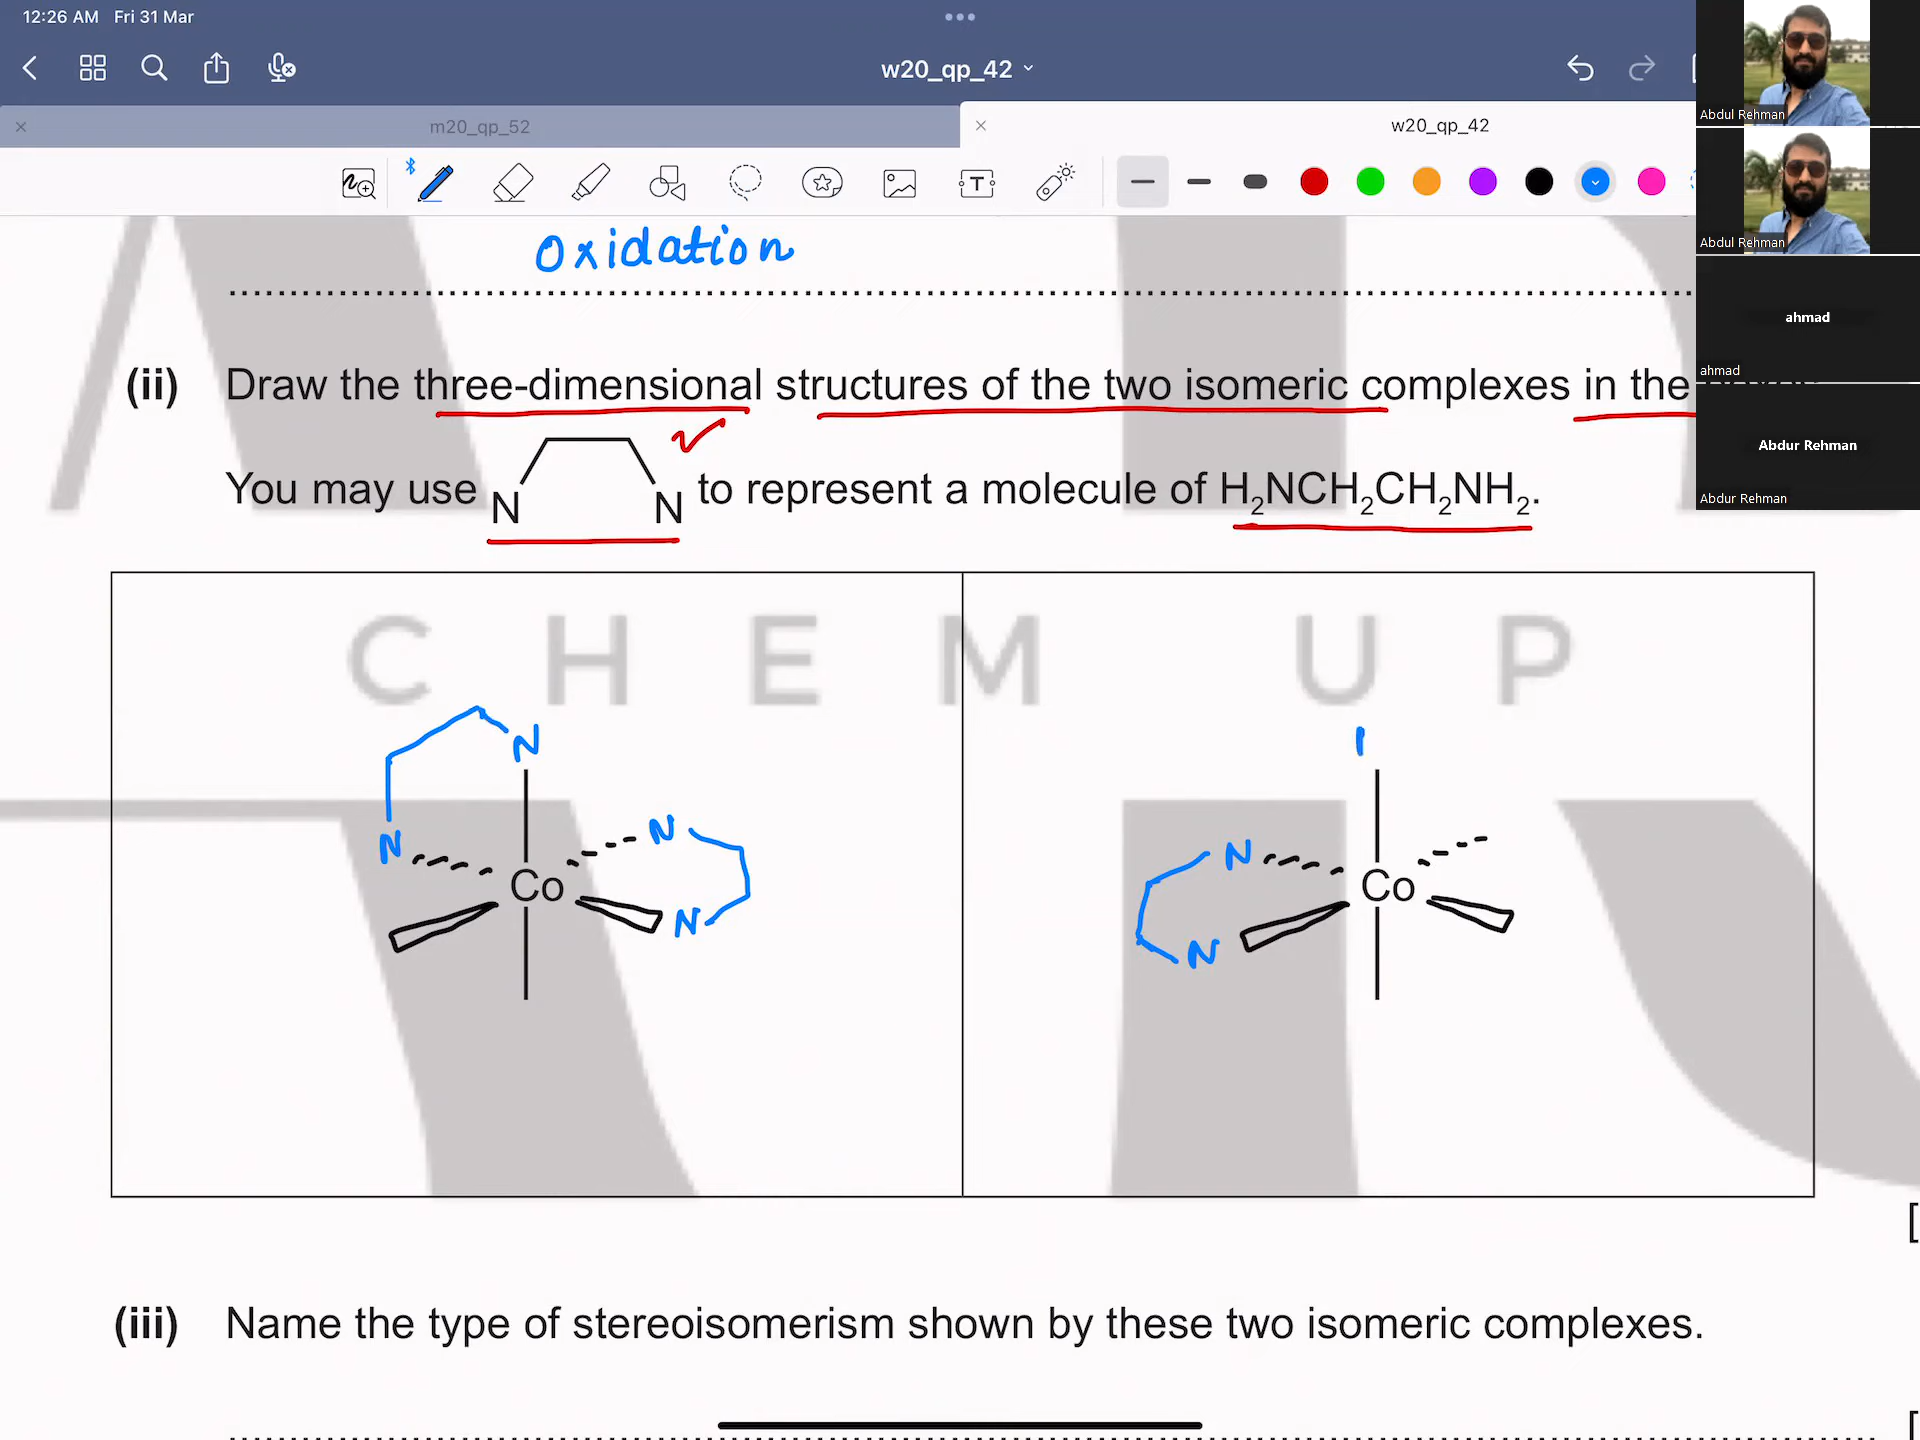 12:26 AM Fri 31 Mar
w20_qp_42
m20_qp_52
w20_qp_42
Abdul Rehman
Abdul Rehman
ahmad
ahmad
Abdur Rehman
Abdur Rehman
Oxidation
(ii) Draw the three-dimensional structures of the two isomeric complexes in the
You may use N N to represent a molecule of H₂NCH₂CH₂NH₂.
CHEM UP
N
N
N
Co
N
N
Co
N
(iii) Name the type of stereoisomerism shown by these two isomeric complexes.